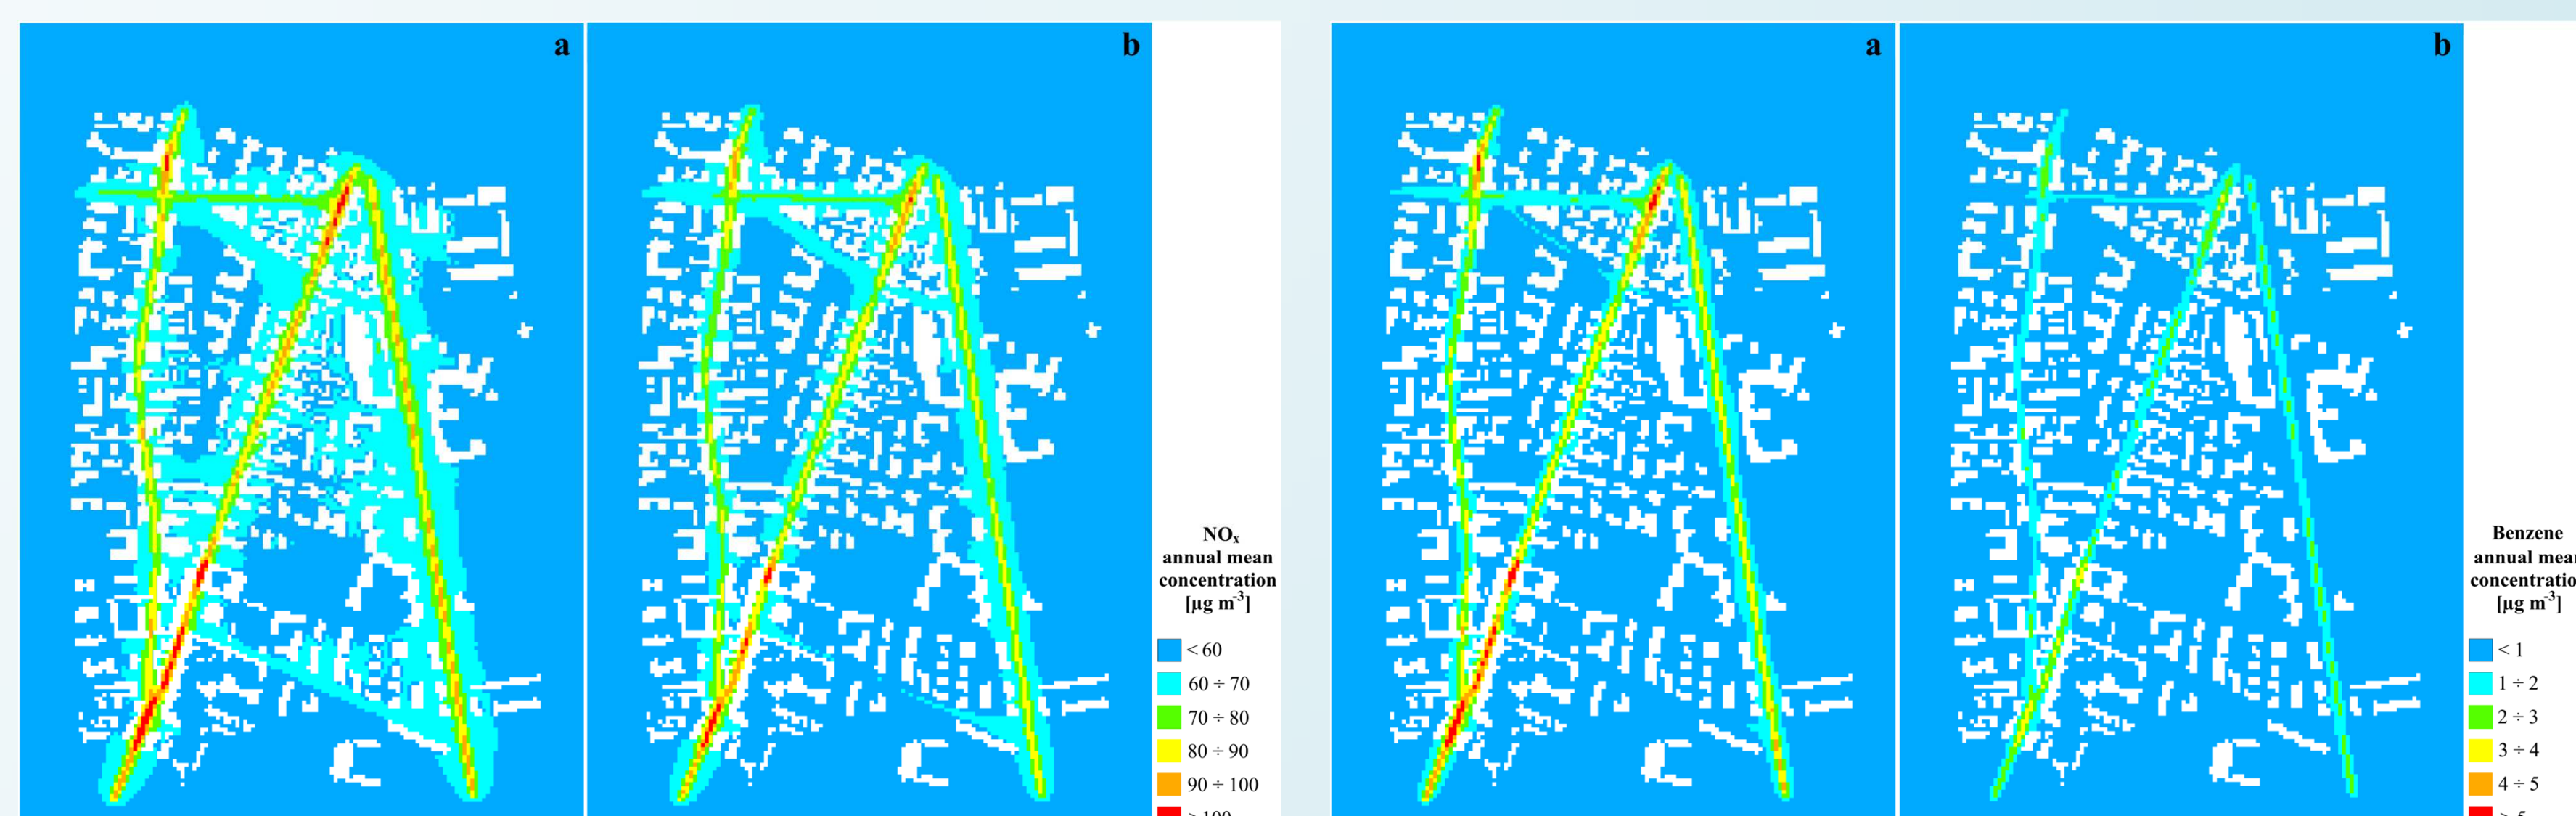 a
b
NOx
annual mean
concentration
[µg m-3]
< 60
60 ÷ 70
70 ÷ 80
80 ÷ 90
90 ÷ 100
a
b
Benzene
annual mea
concentratio
[µg m-3]
< 1
1 ÷ 2
2 ÷ 3
3 ÷ 4
4 ÷ 5